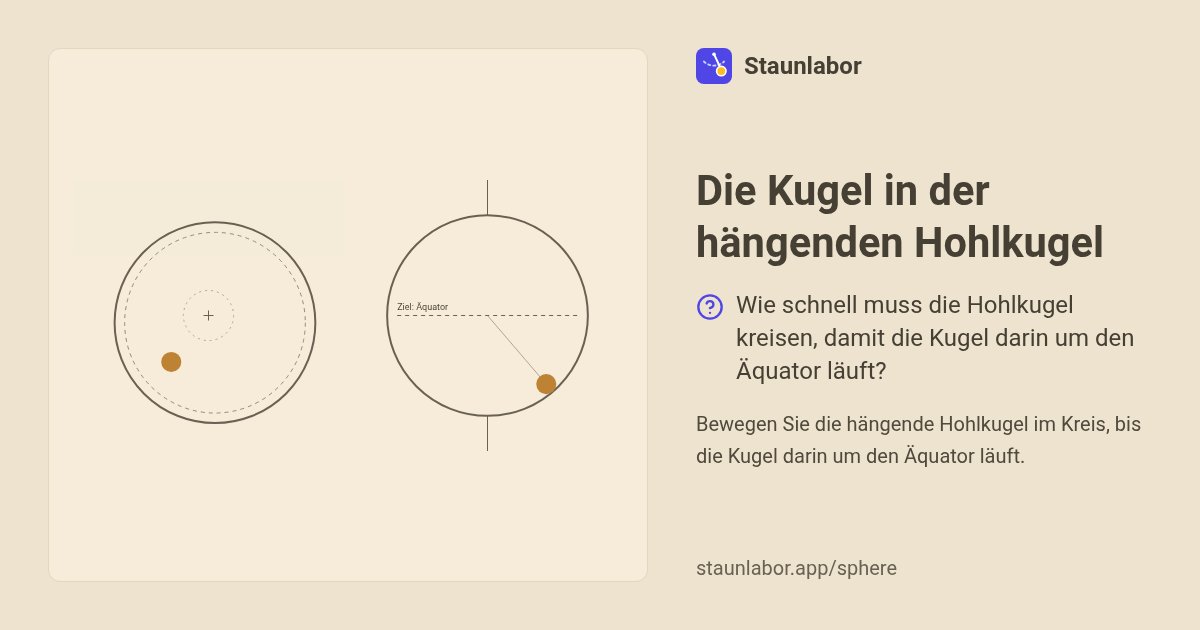 Ziel: Äquator
Staunlabor
Die Kugel in der
hängenden Hohlkugel
Wie schnell muss die Hohlkugel
kreisen, damit die Kugel darin um den
Äquator läuft?
Bewegen Sie die hängende Hohlkugel im Kreis, bis
die Kugel darin um den Äquator läuft.
staunlabor.app/sphere